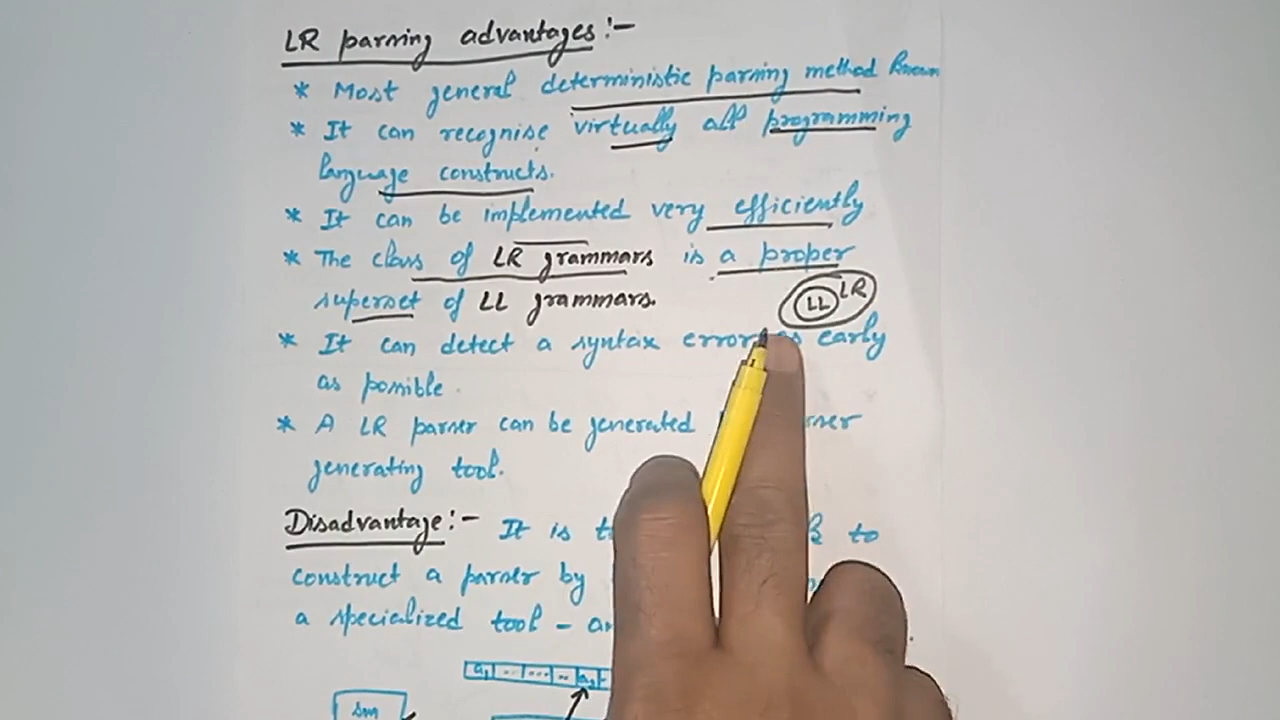 LR parsing advantages:-
* Most general deterministic parsing method known
* It can recognise virtually all programming
language constructs.
* It can be implemented very efficiently
* The class of LR grammars is a proper
superset of LL grammars.
LL LR
* It can detect a syntax error as early
as possible.
* A LR parser can be generated
generating tool.
Disadvantage:- It is to
construct a parser by
a specialized tool -
a1 ... 
Sm